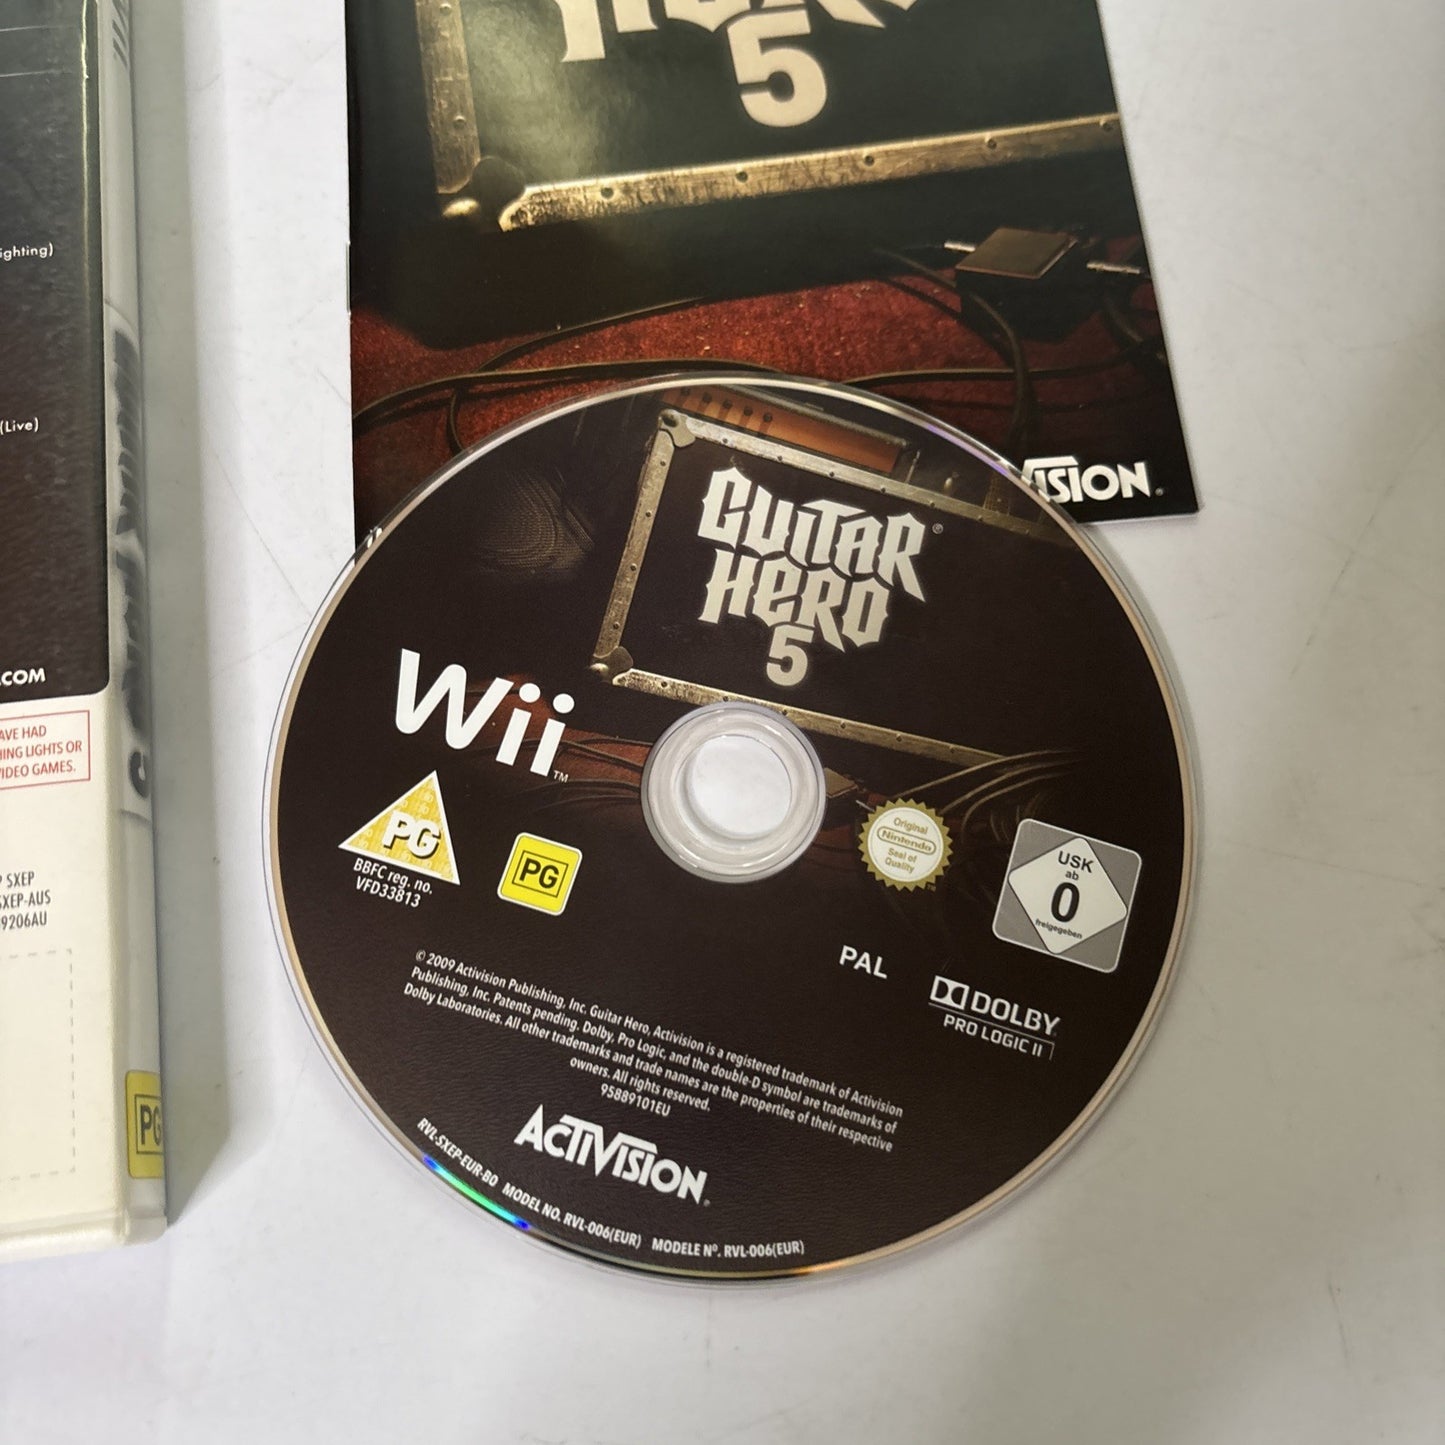 5
VISION.
ighting)
(Live)
.COM
AVE HAD
HING LIGHTS OR
VIDEO GAMES.
SXEP
SXEP-AUS
9206AU
PG
GUITAR
HERO
5
Wii™
PG
BBFC reg. no.
VFD33813
PG
Original
Nintendo
Seal of
Quality
USK
ab
0
freigegeben
PAL
DOLBY
PRO LOGIC II
© 2009 Activision Publishing, Inc. Guitar Hero, Activision is a registered trademark of Activision
Publishing, Inc. Patents pending. Dolby, Pro Logic, and the double-D symbol are trademarks of
Dolby Laboratories. All other trademarks and trade names are the properties of their respective
owners. All rights reserved.
95889101EU
ACTIVISION.
RVL-SXEP-EUR-B0 MODEL NO. RVL-006(EUR) MODELE Nº. RVL-006(EUR)